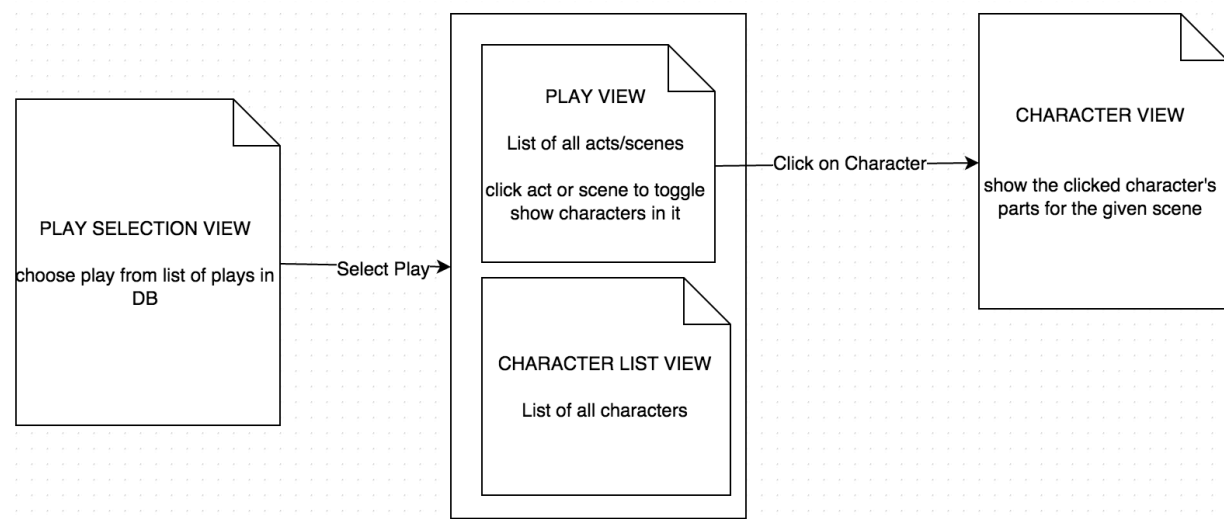 PLAY SELECTION VIEW
choose play from list of plays in
DB
Select Play
PLAY VIEW
List of all acts/scenes
click act or scene to toggle
show characters in it
CHARACTER LIST VIEW
List of all characters
Click on Character
CHARACTER VIEW
show the clicked character's
parts for the given scene